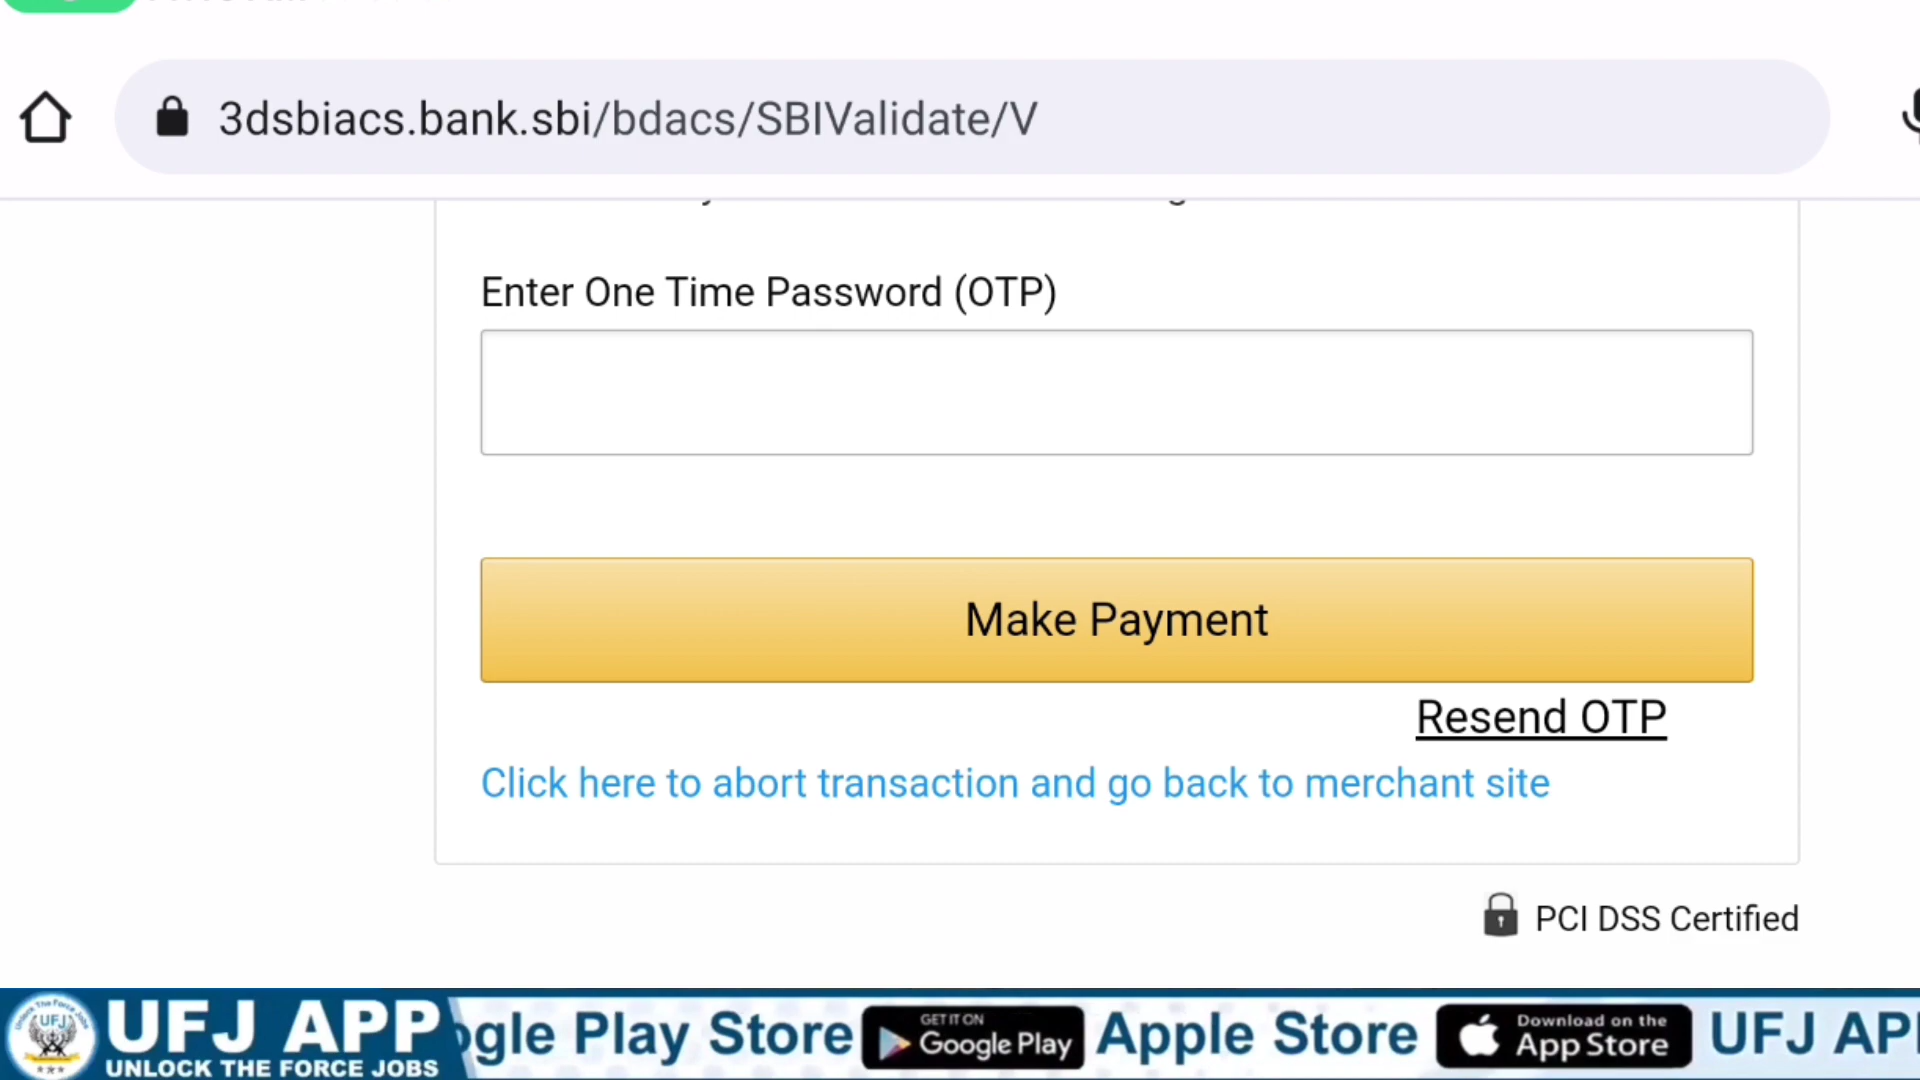 3dsbiacs.bank.sbi/bdacs/SBIValidate/V
Enter One Time Password (OTP)
Make Payment
Resend OTP
Click here to abort transaction and go back to merchant site
PCI DSS Certified
UFJ APP
UNLOCK THE FORCE JOBS
UFJ
ogle Play Store
GET IT ON
Google Play
Apple Store
Download on the
App Store
UFJ AP